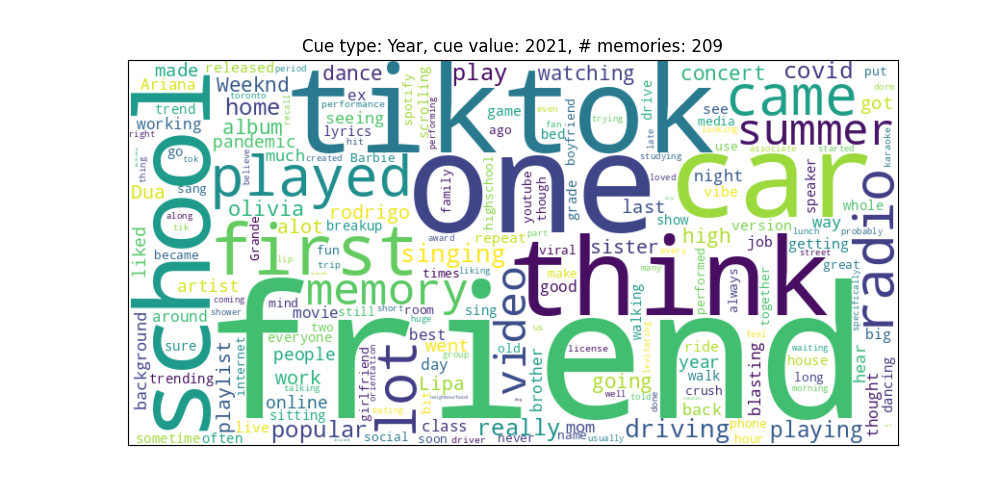 Cue type: Year, cue value: 2021, # memories: 209
made released period dance play watching concert covid put
Ariana Weeknd toronto ex tiktok spotify scrolling performing drive dorm
trend home recall performance game even came got
working seeing ago fan trying see media summer
right album lyrics hit bed boyfriend late looking
pandemic use associate started karaoke
go tok much created Barbie studying
thing believe played family one highschool youtube though grade loved night car speaker radio
Dua sang vibe whole
school olivia rodrigo last show version way
along alot breakup repeat part high job lunch probably
tik Grande award sister getting
liked became first fun singing viral every street
lip trip times liking think many great
artist make performed always together specifically
coming memory good
shower mind movie still short room sing walking
background around friend huge video us levitating feel big
sure internet everyone two best old license ride waiting hear
people went group year house
trending playlist girlfriend orientation lot day brother going walk blasting long thought dancing
work talking Lipa well done crush morning
online eating bit neighbourhood told
sitting back phone
live popular class really mom driving playing
sometime often social soon driver never name usually hour